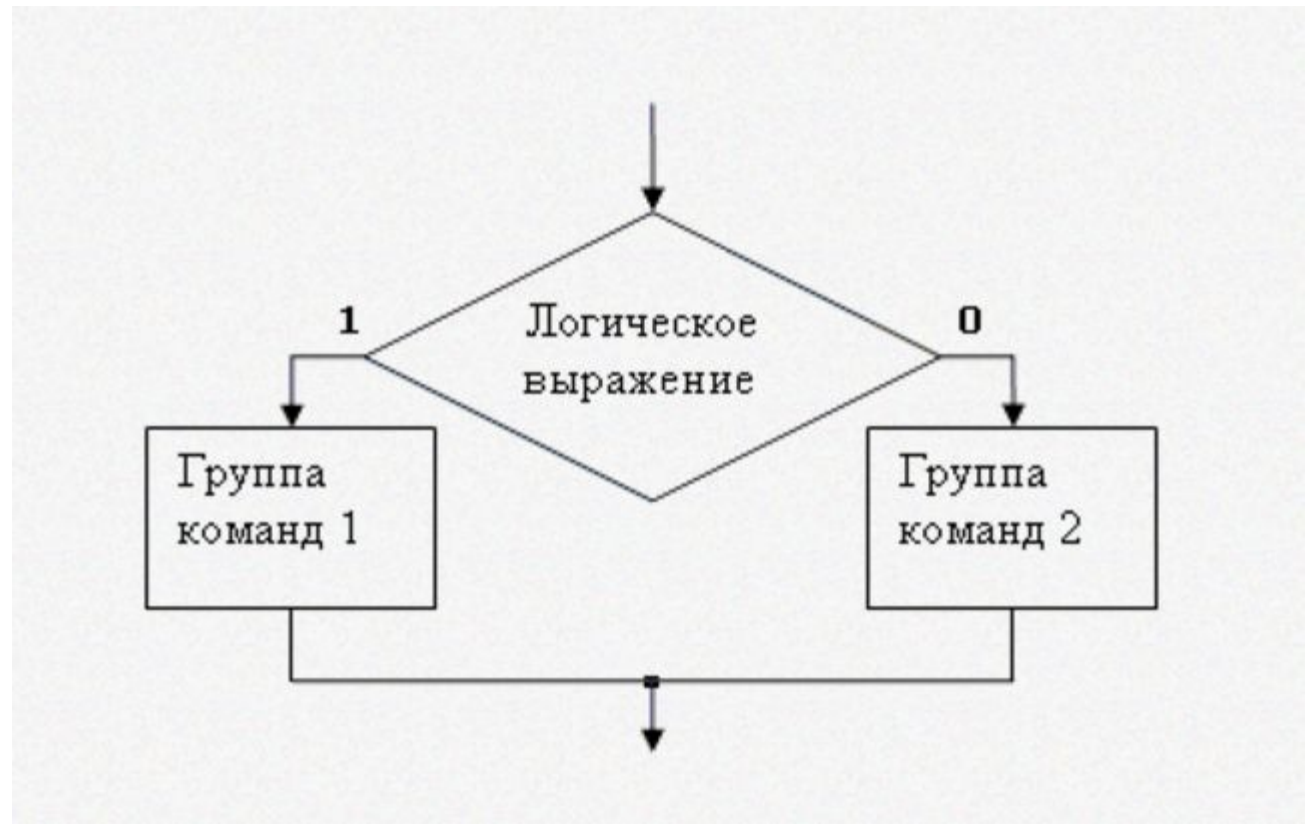 1
Логическое
выражение
0
Группа
команд 1
Группа
команд 2